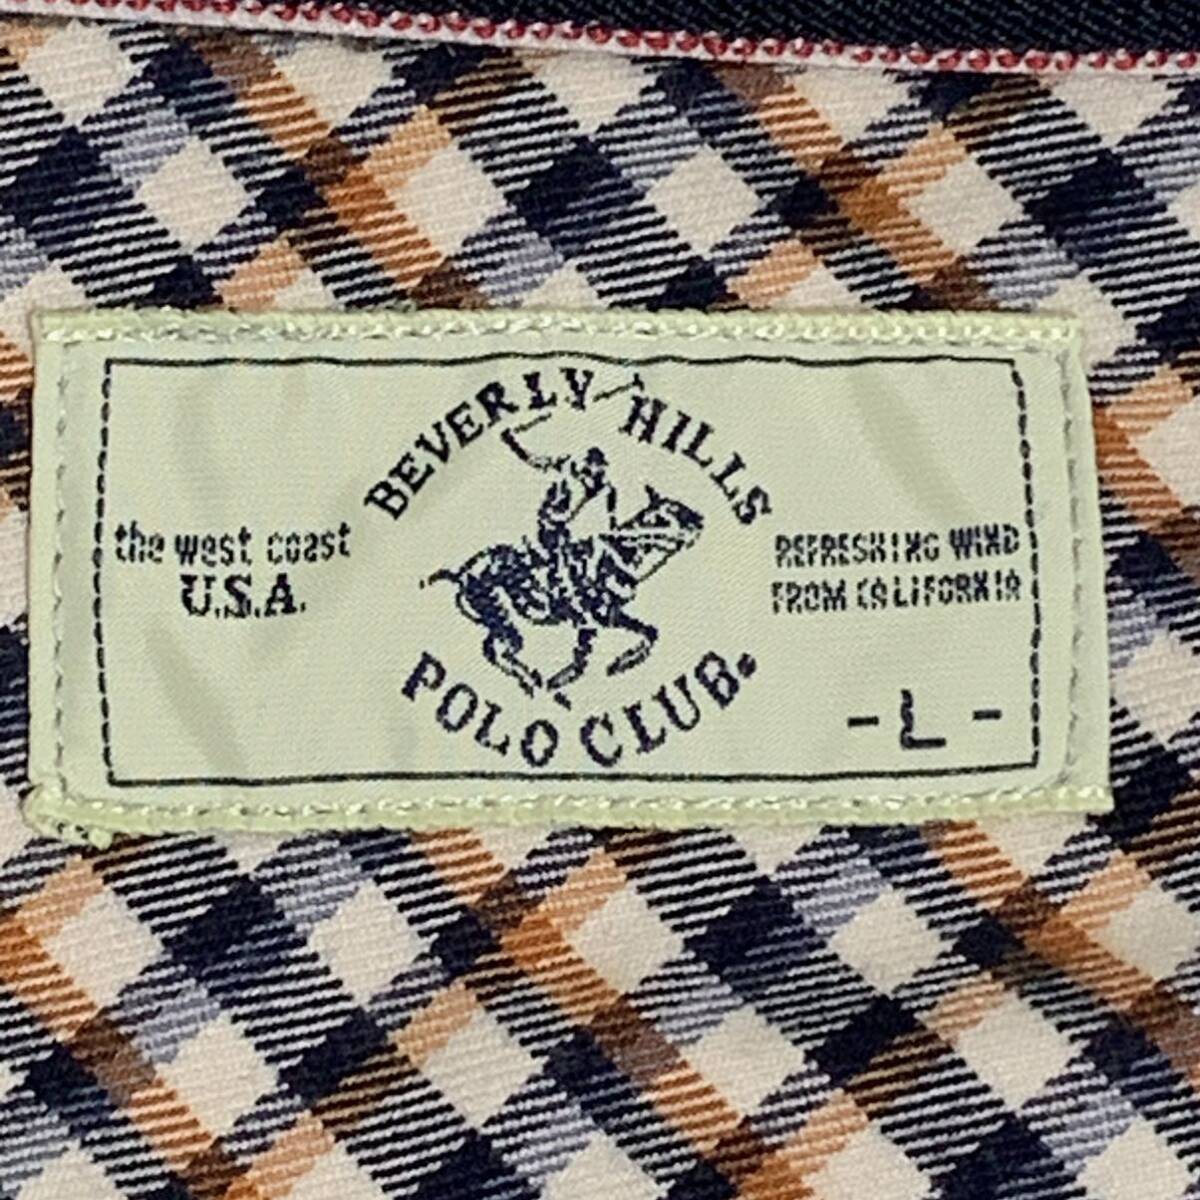 BEVERLY HILLS
the west coast
U.S.A.
REFRESHING WIND
FROM CALIFORNIA
POLO CLUB.
- L -